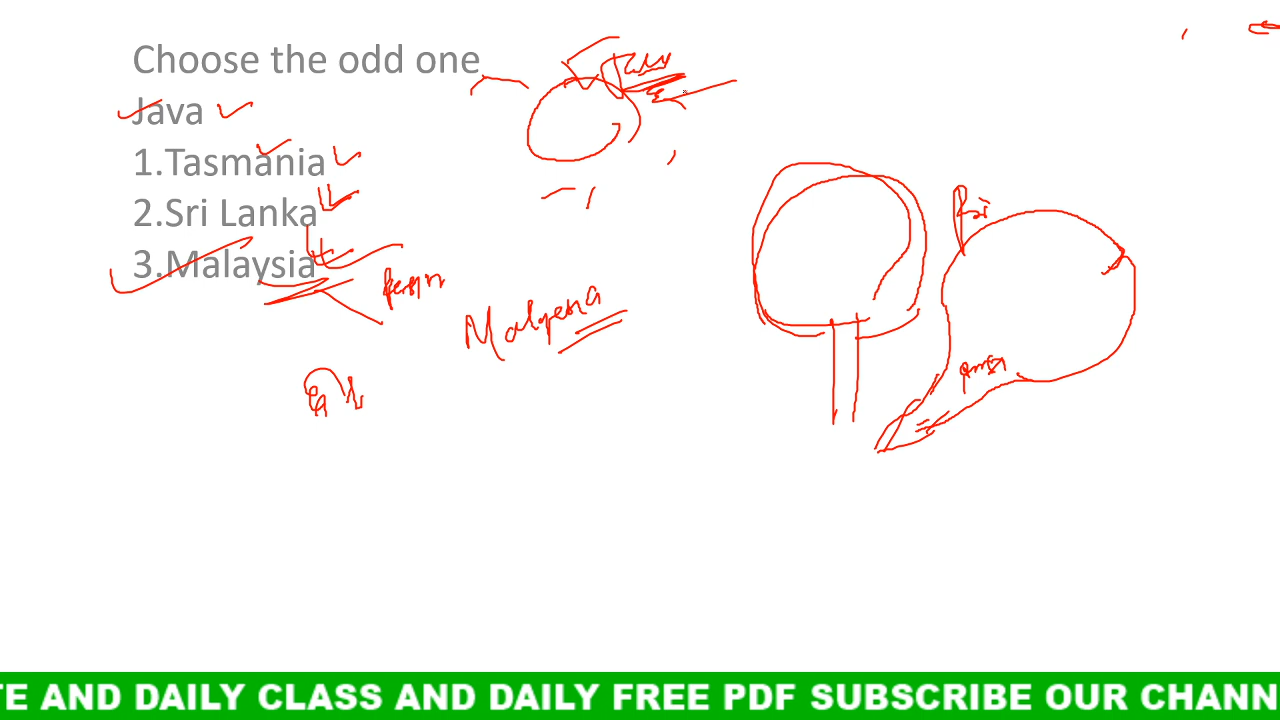 Choose the odd one
Java
1.Tasmania
2.Sri Lanka
3.Malaysia
TE AND DAILY CLASS AND DAILY FREE PDF SUBSCRIBE OUR CHANN